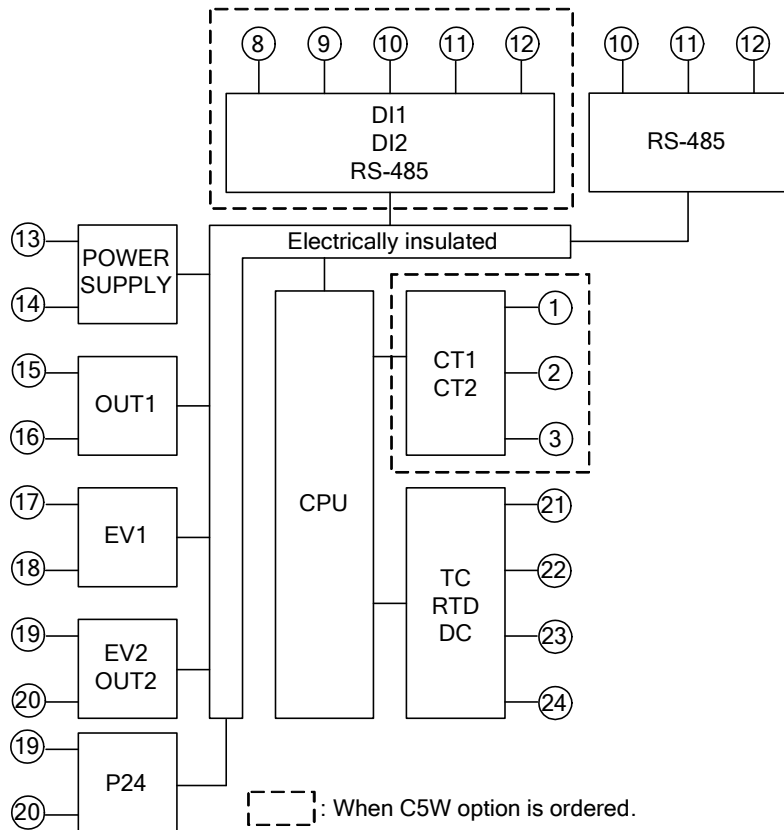 8 9 10 11 12
10 11 12
DI1
DI2
RS-485
RS-485
Electrically insulated
13
14
POWER
SUPPLY
15
16
OUT1
17
18
EV1
19
20
EV2
OUT2
19
20
P24
CPU
CT1
CT2
1
2
3
TC
RTD
DC
21
22
23
24
: When C5W option is ordered.